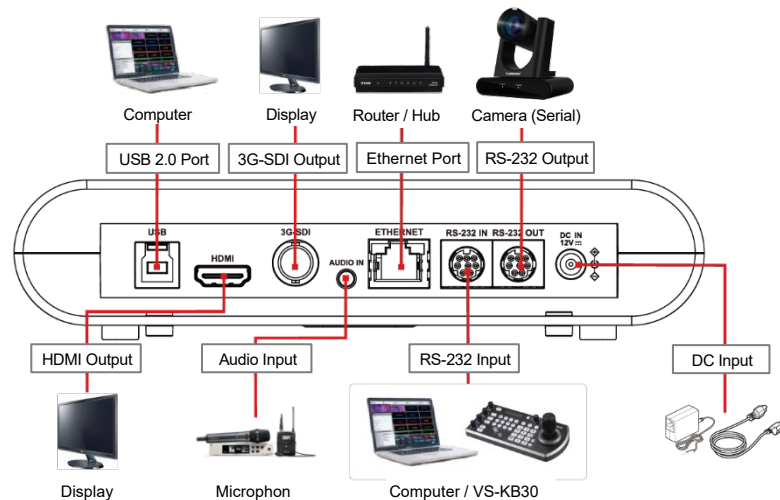 Computer
Display
Router / Hub
Camera (Serial)
USB 2.0 Port
3G-SDI Output
Ethernet Port
RS-232 Output
USB
HDMI
3G-SDI
AUDIO IN
ETHERNET
RS-232 IN
RS-232 OUT
DC IN
12V
HDMI Output
Audio Input
RS-232 Input
DC Input
Display
Microphon
Computer / VS-KB30